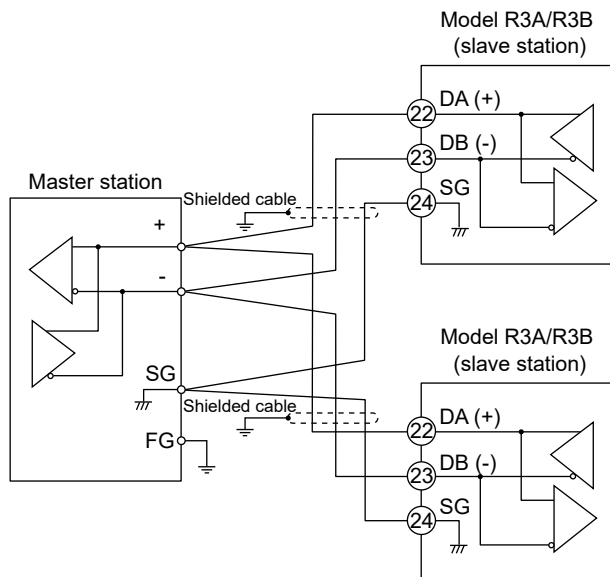 Model R3A/R3B
(slave station)
22 DA (+)
23 DB (-)
24 SG
Master station
Shielded cable
+
-
SG
Shielded cable
FG
Model R3A/R3B
(slave station)
22 DA (+)
23 DB (-)
24 SG